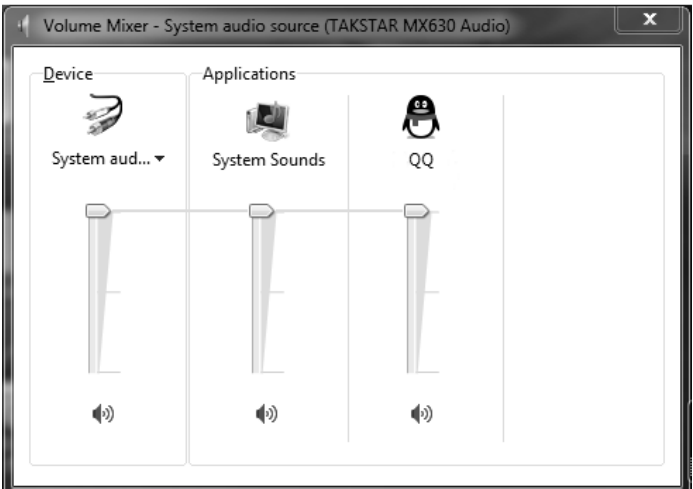 Volume Mixer - System audio source (TAKSTAR MX630 Audio)
Device
Applications
System aud...
System Sounds
QQ